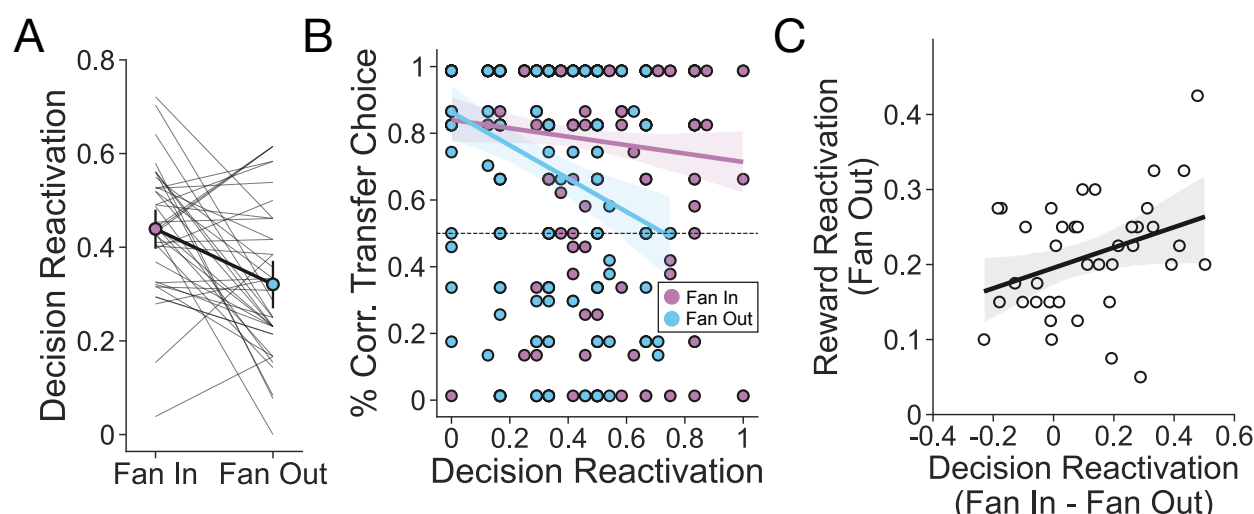 A
Decision Reactivation
0.8
0.6
0.4
0.2
0
Fan In Fan Out
B
% Corr. Transfer Choice
1
0.8
0.6
0.4
0.2
0
Fan In
Fan Out
0 0.2 0.4 0.6 0.8 1
Decision Reactivation
C
Reward Reactivation
(Fan Out)
0.4
0.3
0.2
0.1
0
-0.4 -0.2 0 0.2 0.4 0.6
Decision Reactivation
(Fan In - Fan Out)